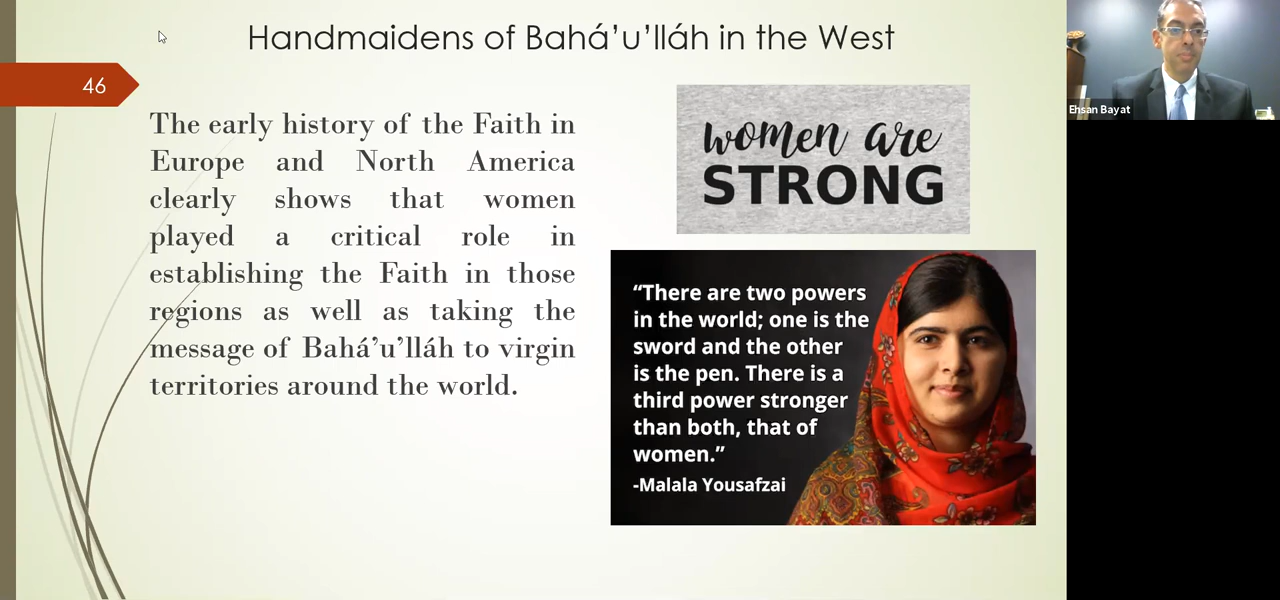 Handmaidens of Bahá’u’lláh in the West
46
The early history of the Faith in
Europe and North America
clearly shows that women
played a critical role in
establishing the Faith in those
regions as well as taking the
message of Bahá’u’lláh to virgin
territories around the world.
women are
STRONG
“There are two powers
in the world; one is the
sword and the other
is the pen. There is a
third power stronger
than both, that of
women.”
-Malala Yousafzai
Ehsan Bayat